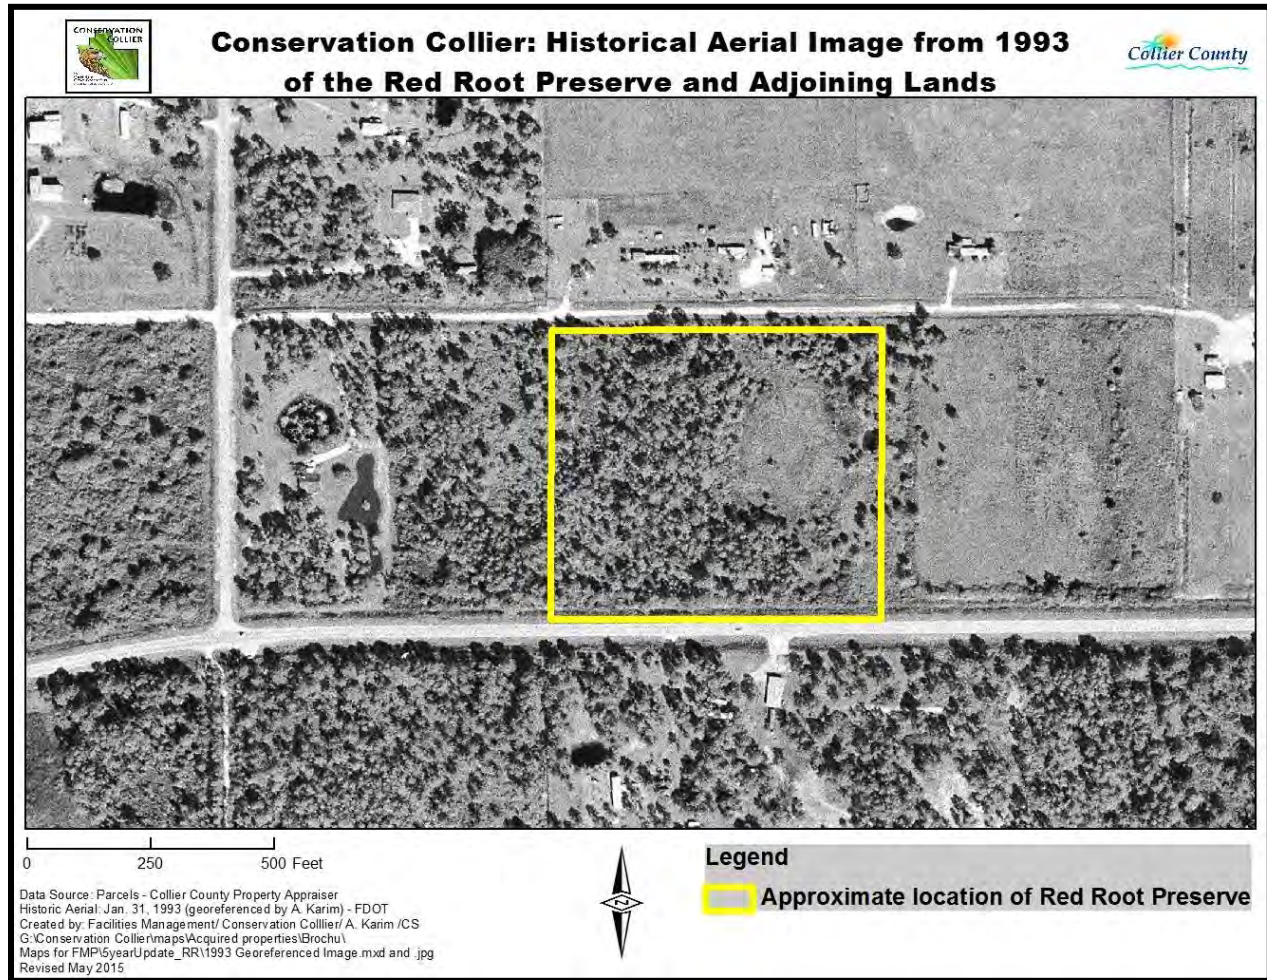 CONSERVATION
COLLIER
Conservation Collier: Historical Aerial Image from 1993
of the Red Root Preserve and Adjoining Lands
Collier County
0 250 500 Feet
N
Legend
Approximate location of Red Root Preserve
Data Source: Parcels - Collier County Property Appraiser
Historic Aerial: Jan. 31, 1993 (georeferenced by A. Karim) - FDOT
Created by: Facilities Management/ Conservation Colllier/ A. Karim /CS
G:\Conservation Collier\maps\Acquired properties\Brochu\
Maps for FMP\5yearUpdate_RR\1993 Georeferenced Image.mxd and .jpg
Revised May 2015